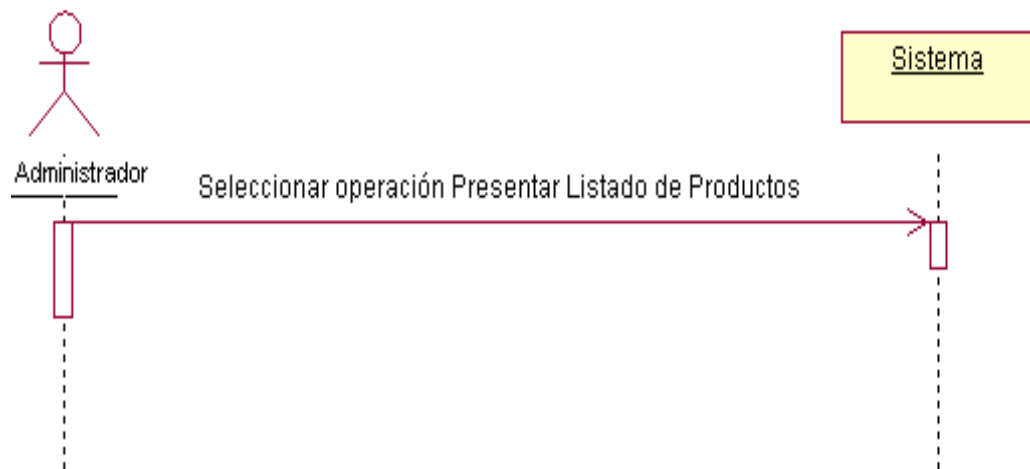 Sistema
Administrador
Seleccionar operación Presentar Listado de Productos